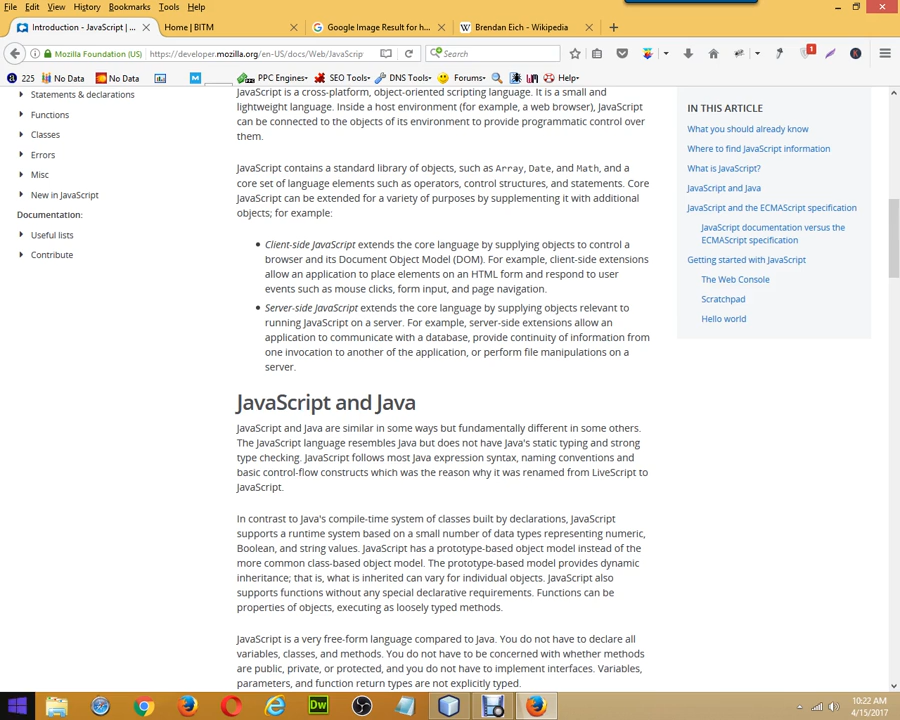 File Edit View History Bookmarks Tools Help
Introduction - JavaScript | ... Home | BITM Google Image Result for h... Brendan Eich - Wikipedia
Mozilla Foundation (US) https://developer.mozilla.org/en-US/docs/Web/JavaScrip Search 1
225 No Data No Data PPC Engines SEO Tools DNS Tools Forums Help
Statements & declarations
Functions
Classes
Errors
Misc
New in JavaScript
Documentation:
Useful lists
Contribute
JavaScript is a cross-platform, object-oriented scripting language. It is a small and
lightweight language. Inside a host environment (for example, a web browser), JavaScript
can be connected to the objects of its environment to provide programmatic control over
them.
JavaScript contains a standard library of objects, such as Array, Date, and Math, and a
core set of language elements such as operators, control structures, and statements. Core
JavaScript can be extended for a variety of purposes by supplementing it with additional
objects; for example:
Client-side JavaScript extends the core language by supplying objects to control a
browser and its Document Object Model (DOM). For example, client-side extensions
allow an application to place elements on an HTML form and respond to user
events such as mouse clicks, form input, and page navigation.
Server-side JavaScript extends the core language by supplying objects relevant to
running JavaScript on a server. For example, server-side extensions allow an
application to communicate with a database, provide continuity of information from
one invocation to another of the application, or perform file manipulations on a
server.
JavaScript and Java
JavaScript and Java are similar in some ways but fundamentally different in some others.
The JavaScript language resembles Java but does not have Java's static typing and strong
type checking. JavaScript follows most Java expression syntax, naming conventions and
basic control-flow constructs which was the reason why it was renamed from LiveScript to
JavaScript.
In contrast to Java's compile-time system of classes built by declarations, JavaScript
supports a runtime system based on a small number of data types representing numeric,
Boolean, and string values. JavaScript has a prototype-based object model instead of the
more common class-based object model. The prototype-based model provides dynamic
inheritance; that is, what is inherited can vary for individual objects. JavaScript also
supports functions without any special declarative requirements. Functions can be
properties of objects, executing as loosely typed methods.
JavaScript is a very free-form language compared to Java. You do not have to declare all
variables, classes, and methods. You do not have to be concerned with whether methods
are public, private, or protected, and you do not have to implement interfaces. Variables,
parameters, and function return types are not explicitly typed.
IN THIS ARTICLE
What you should already know
Where to find JavaScript information
What is JavaScript?
JavaScript and Java
JavaScript and the ECMAScript specification
JavaScript documentation versus the
ECMAScript specification
Getting started with JavaScript
The Web Console
Scratchpad
Hello world
Dw
10:22 AM
4/15/2017